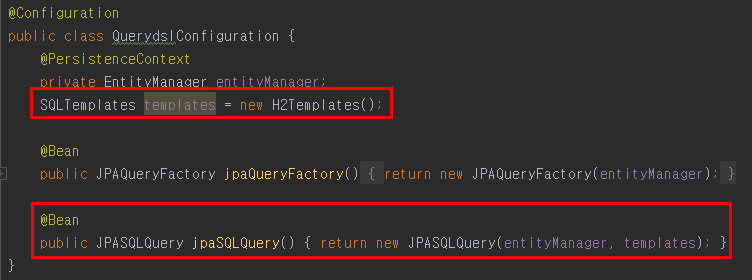 @Configuration
public class QuerydslConfiguration {
@PersistenceContext
private EntityManager entityManager;
SQLTemplates templates = new H2Templates();
@Bean
public JPAQueryFactory jpaQueryFactory() { return new JPAQueryFactory(entityManager); }
@Bean
public JPASQLQuery jpaSQLQuery() { return new JPASQLQuery(entityManager, templates); }
}